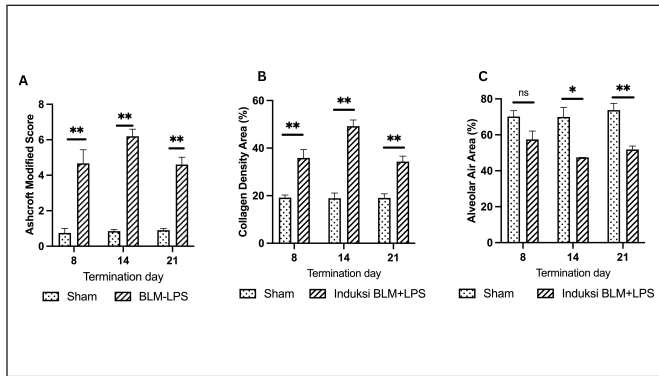 A
Ashcroft Modified Score
8
6
4
2
0
**
**
**
8
14
21
Termination day
Sham
BLM-LPS
B
Collagen Density Area (%)
60
40
20
0
**
**
**
8
14
21
Termination day
Sham
Induksi BLM+LPS
C
Alveolar Air Area (%)
80
60
40
20
0
ns
*
**
8
14
21
Termination day
Sham
Induksi BLM+LPS